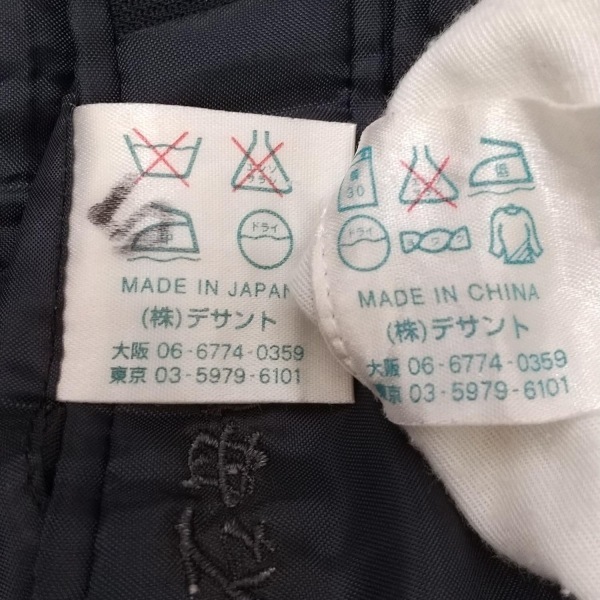 ドライ
MADE IN JAPAN
(株)デサント
大阪 06-6774-0359
東京 03-5979-6101
30
低
ドライ
MADE IN CHINA
(株)デサント
大阪 06-6774-0359
東京 03-5979-6101